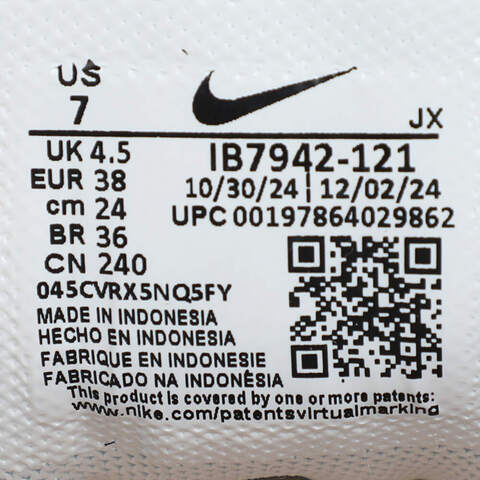 US
7
JX
UK 4.5
EUR 38
cm 24
BR 36
CN 240
IB7942-121
10/30/24 | 12/02/24
UPC 00197864029862
045CVRX5NQ5FY
MADE IN INDONESIA
HECHO EN INDONESIA
FABRIQUE EN INDONESIE
FABRICADO NA INDONÉSIA
This product is covered by one or more patents:
www.nike.com/patentsvirtualmarking